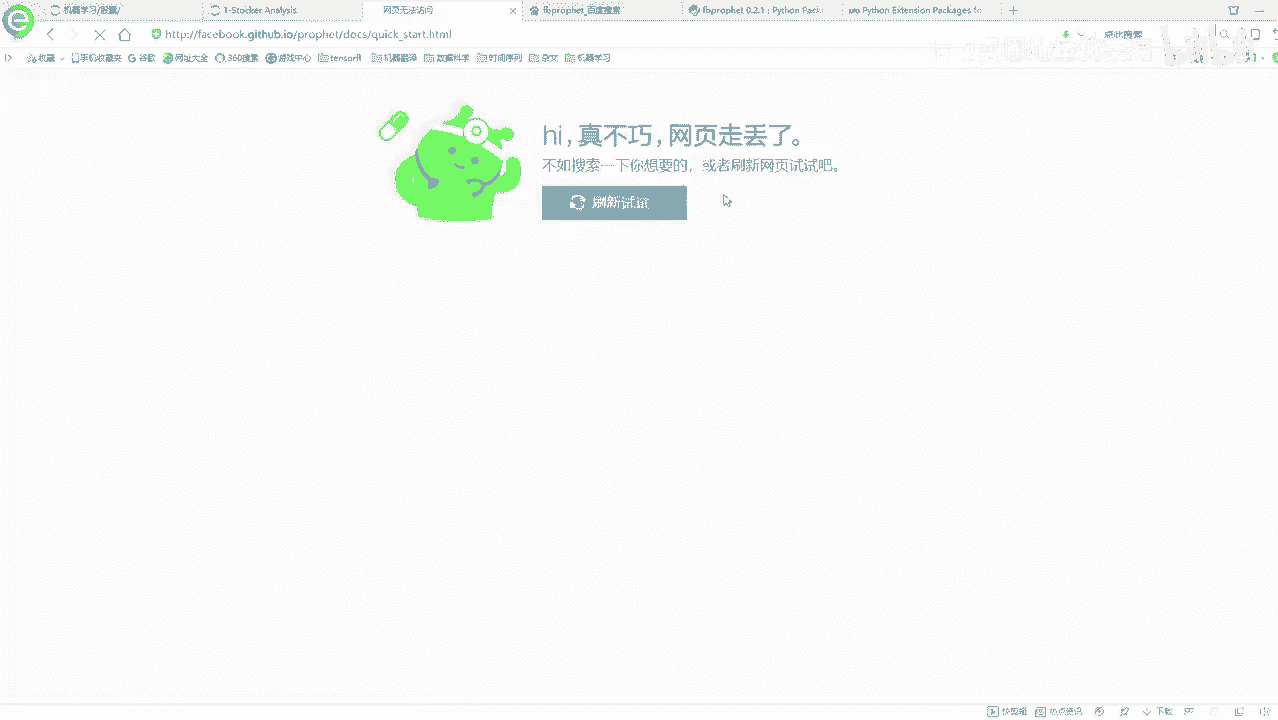 机器学习/教案/
1-Stocker Analysis
网页无法访问
fbprophet_百度搜索
fbprophet 0.2.1 : Python Pack
Python Extension Packages fo
http://facebook.github.io/prophet/docs/quick_start.html
点此搜索
收藏
手机收藏夹
谷歌
网址大全
360搜索
游戏中心
tensorfl
机器翻译
数据科学
时间序列
杂文
机器学习
hi, 真不巧, 网页走丢了。
不如搜索一下你想要的, 或者刷新网页试试吧。
刷新试试
快剪辑
热点资讯
下载